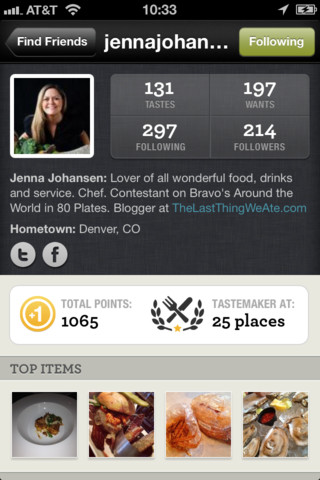 AT&T 10:33
Find Friends jennajohan... Following
131 197
TASTES WANTS
297 214
FOLLOWING FOLLOWERS
Jenna Johansen: Lover of all wonderful food, drinks
and service. Chef. Contestant on Bravo's Around the
World in 80 Plates. Blogger at TheLastThingWeAte.com
Hometown: Denver, CO
+1 TOTAL POINTS: TASTEMAKER AT:
1065 25 places
TOP ITEMS